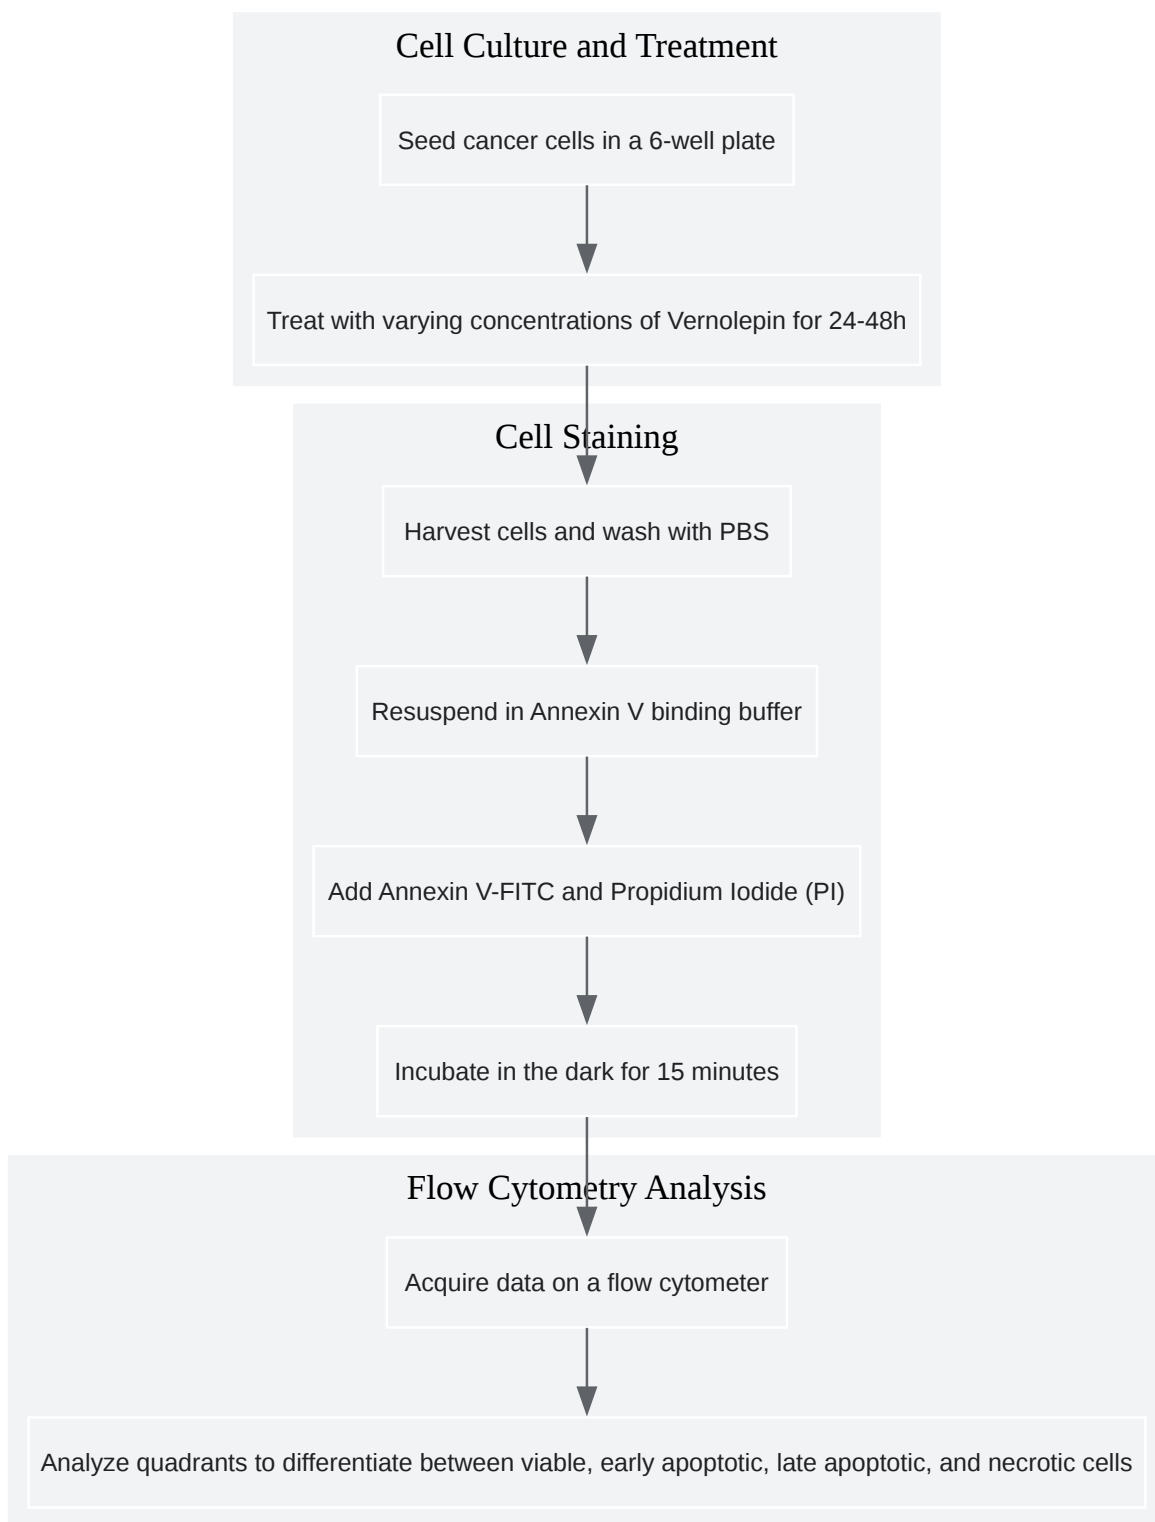 Cell Culture and Treatment
Seed cancer cells in a 6-well plate
Treat with varying concentrations of Vernolepin for 24-48h
Cell Staining
Harvest cells and wash with PBS
Resuspend in Annexin V binding buffer
Add Annexin V-FITC and Propidium Iodide (PI)
Incubate in the dark for 15 minutes
Flow Cytometry Analysis
Acquire data on a flow cytometer
Analyze quadrants to differentiate between viable, early apoptotic, late apoptotic, and necrotic cells